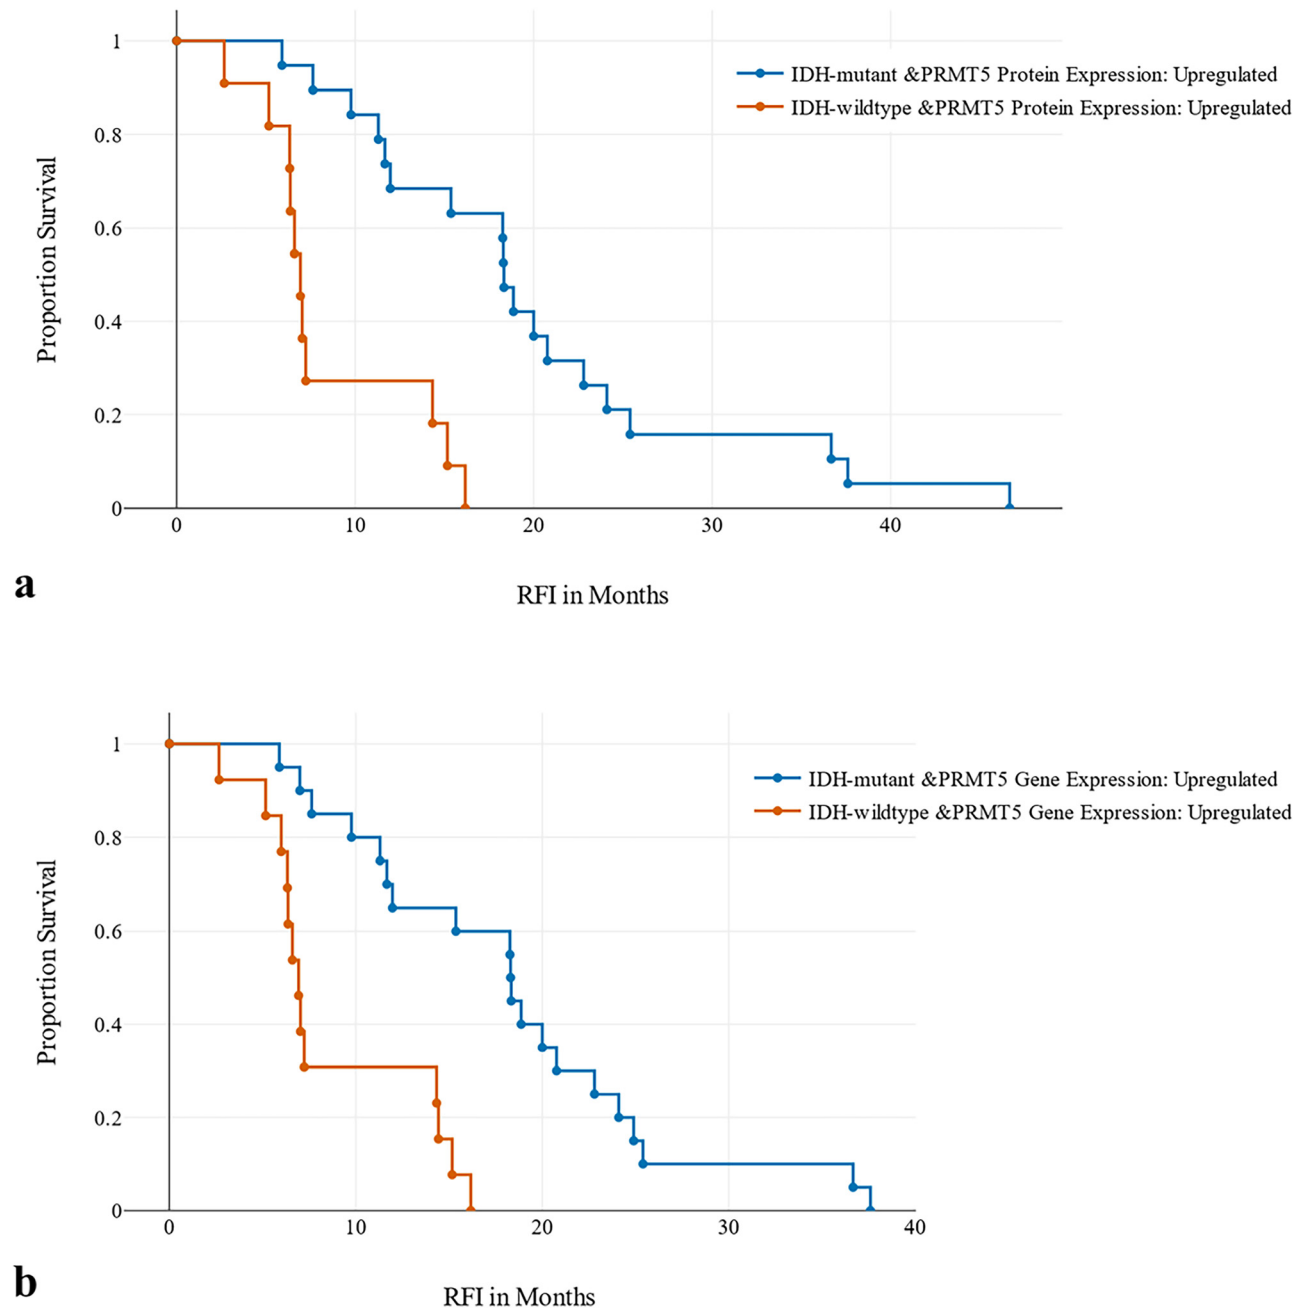 1
IDH-mutant &PRMT5 Protein Expression: Upregulated
IDH-wildtype &PRMT5 Protein Expression: Upregulated
0.8
0.6
0.4
0.2
0
Proportion Survival
0 10 20 30 40
a
RFI in Months
1
IDH-mutant &PRMT5 Gene Expression: Upregulated
IDH-wildtype &PRMT5 Gene Expression: Upregulated
0.8
0.6
0.4
0.2
0
Proportion Survival
0 10 20 30 40
b
RFI in Months